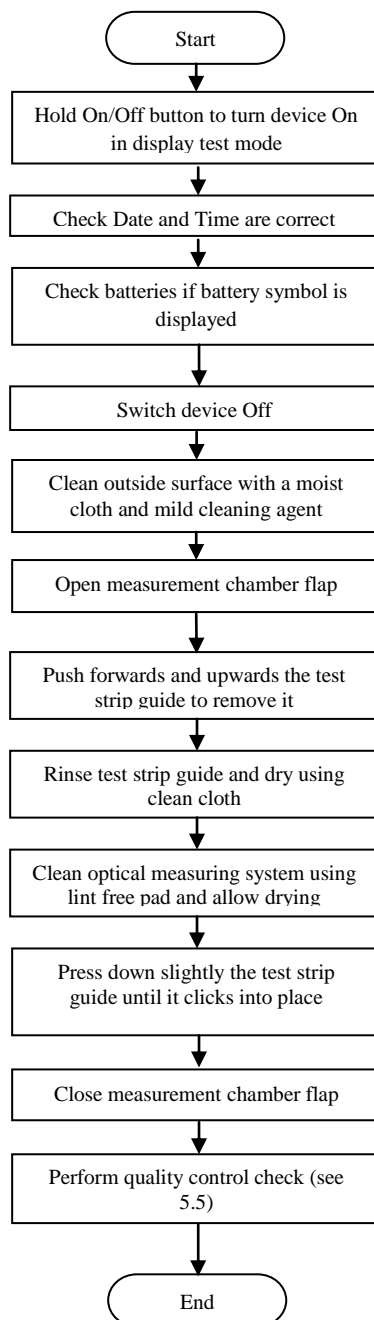 Start
Hold On/Off button to turn device On
in display test mode
Check Date and Time are correct
Check batteries if battery symbol is
displayed
Switch device Off
Clean outside surface with a moist
cloth and mild cleaning agent
Open measurement chamber flap
Push forwards and upwards the test
strip guide to remove it
Rinse test strip guide and dry using
clean cloth
Clean optical measuring system using
lint free pad and allow drying
Press down slightly the test strip
guide until it clicks into place
Close measurement chamber flap
Perform quality control check (see
5.5)
End